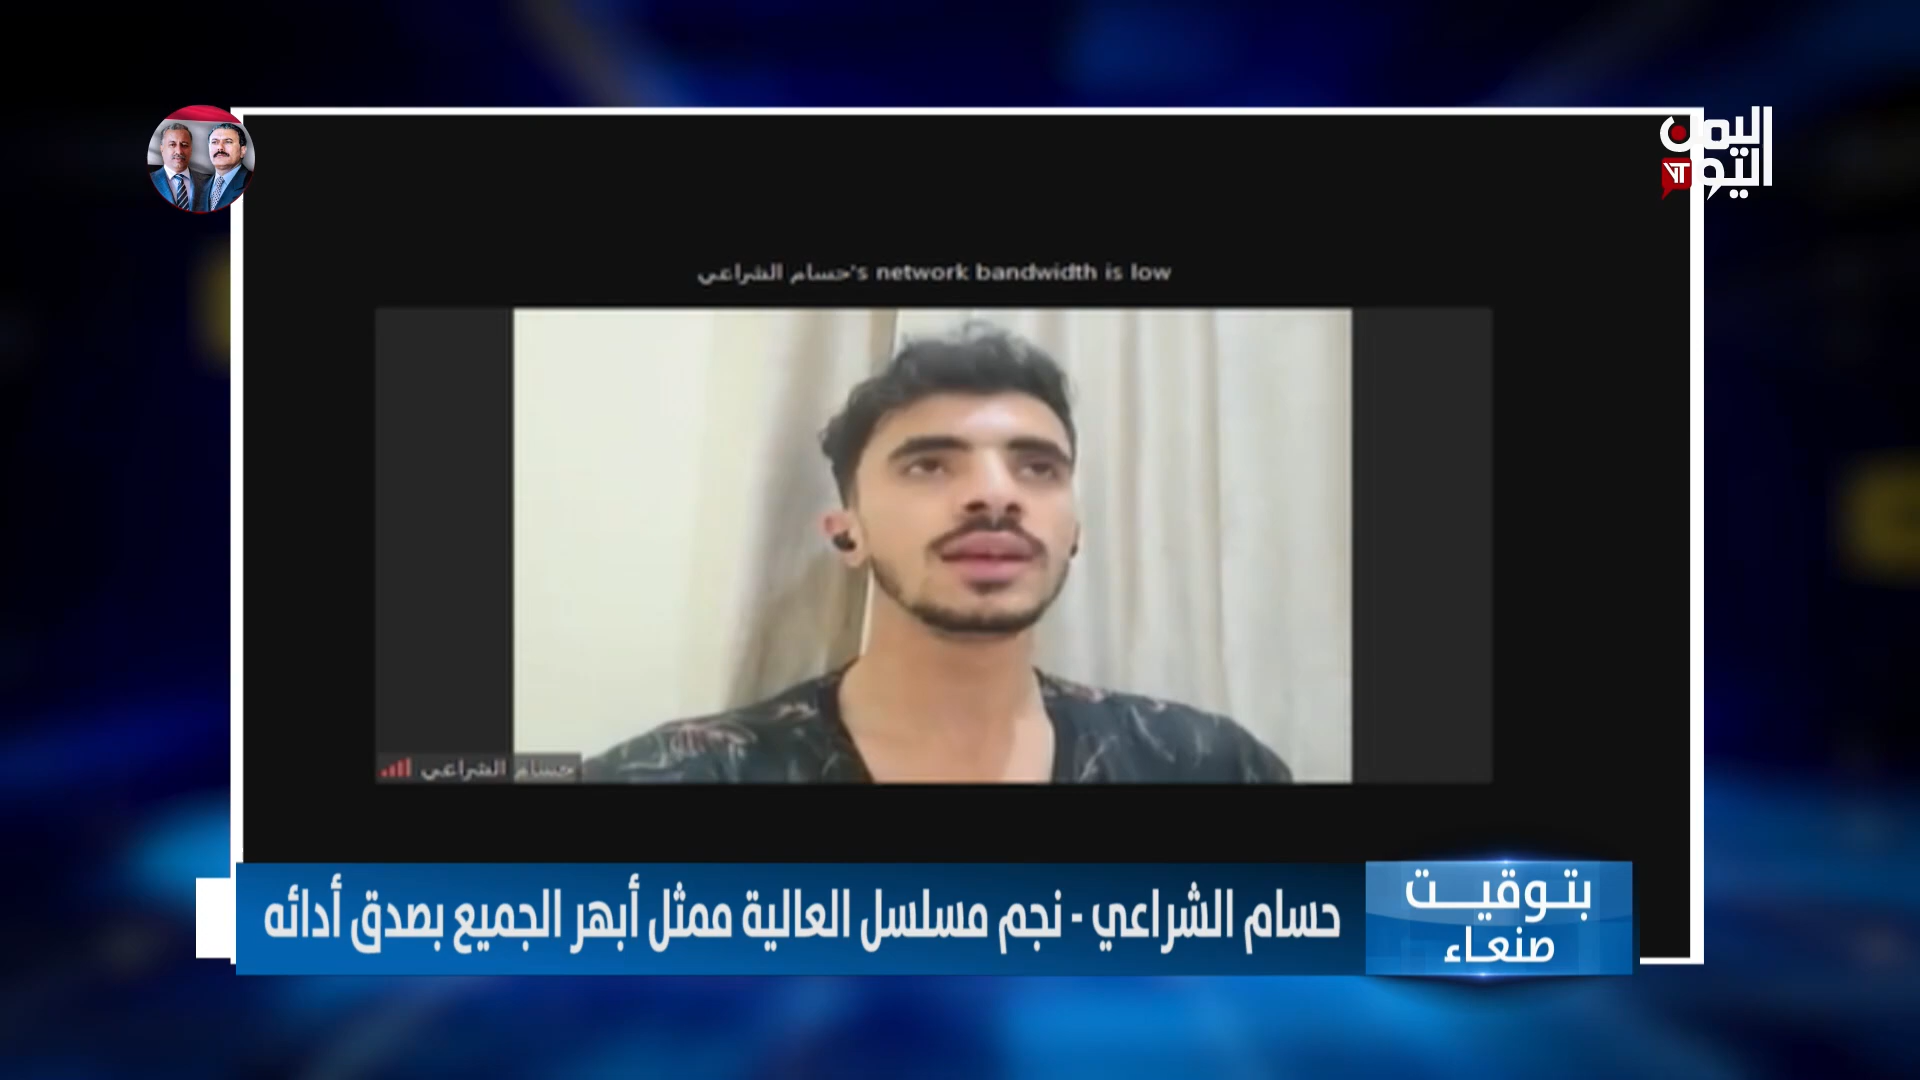 اليمن
اليوم
YT
حسام الشراعي's network bandwidth is low
حسام الشراعي
بتوقيت
صنعاء
حسام الشراعي - نجم مسلسل العالية ممثل أبهر الجميع بصدق أدائه